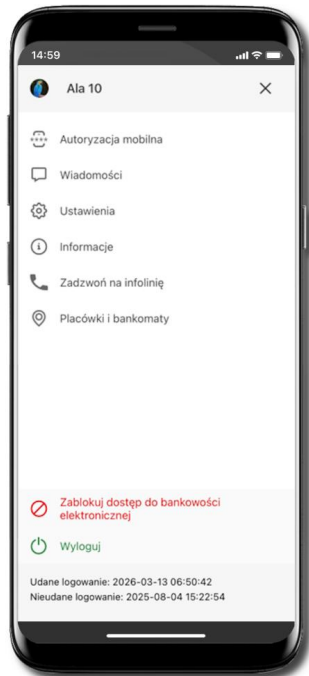 14:59
Ala 10
Autoryzacja mobilna
Wiadomości
Ustawienia
Informacje
Zadzwoń na infolinię
Placówki i bankomaty
Zablokuj dostęp do bankowości
elektronicznej
Wyloguj
Udane logowanie: 2026-03-13 06:50:42
Nieudane logowanie: 2025-08-04 15:22:54